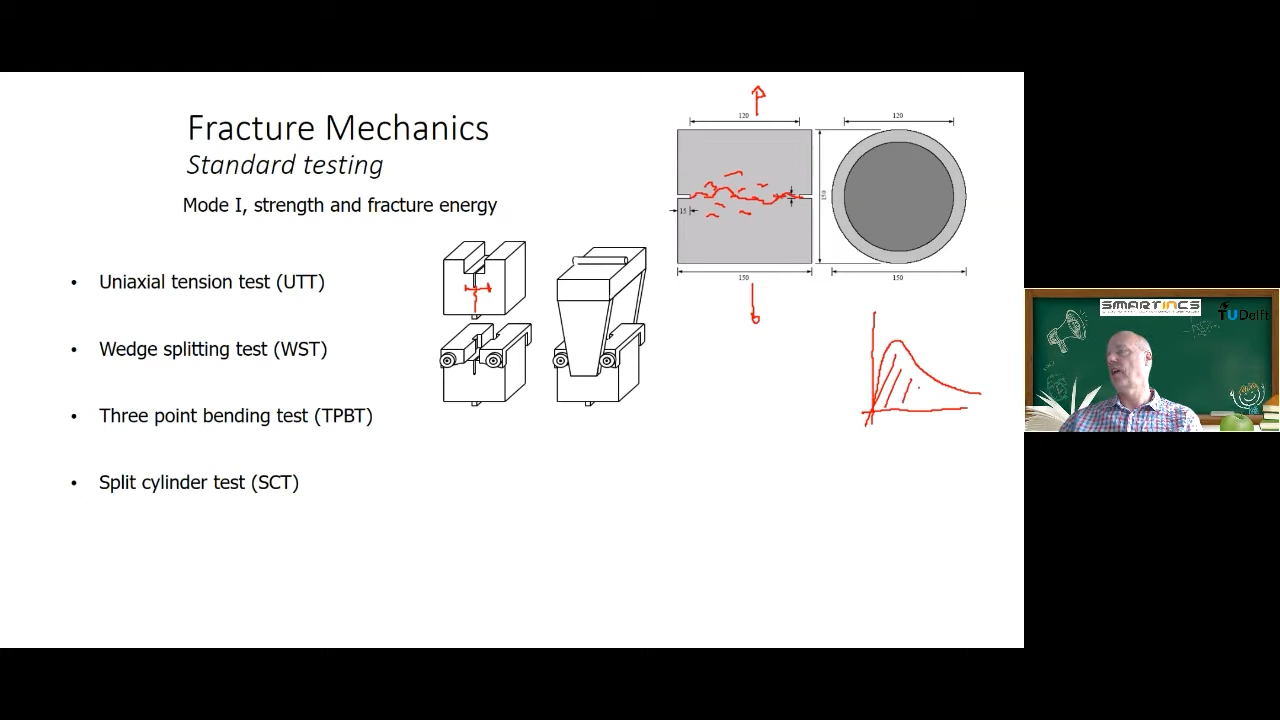 Fracture Mechanics
Standard testing
Mode I, strength and fracture energy
• Uniaxial tension test (UTT)
• Wedge splitting test (WST)
• Three point bending test (TPBT)
• Split cylinder test (SCT)
120
120
150
15
150
150
SMARTINCS
TUDelft